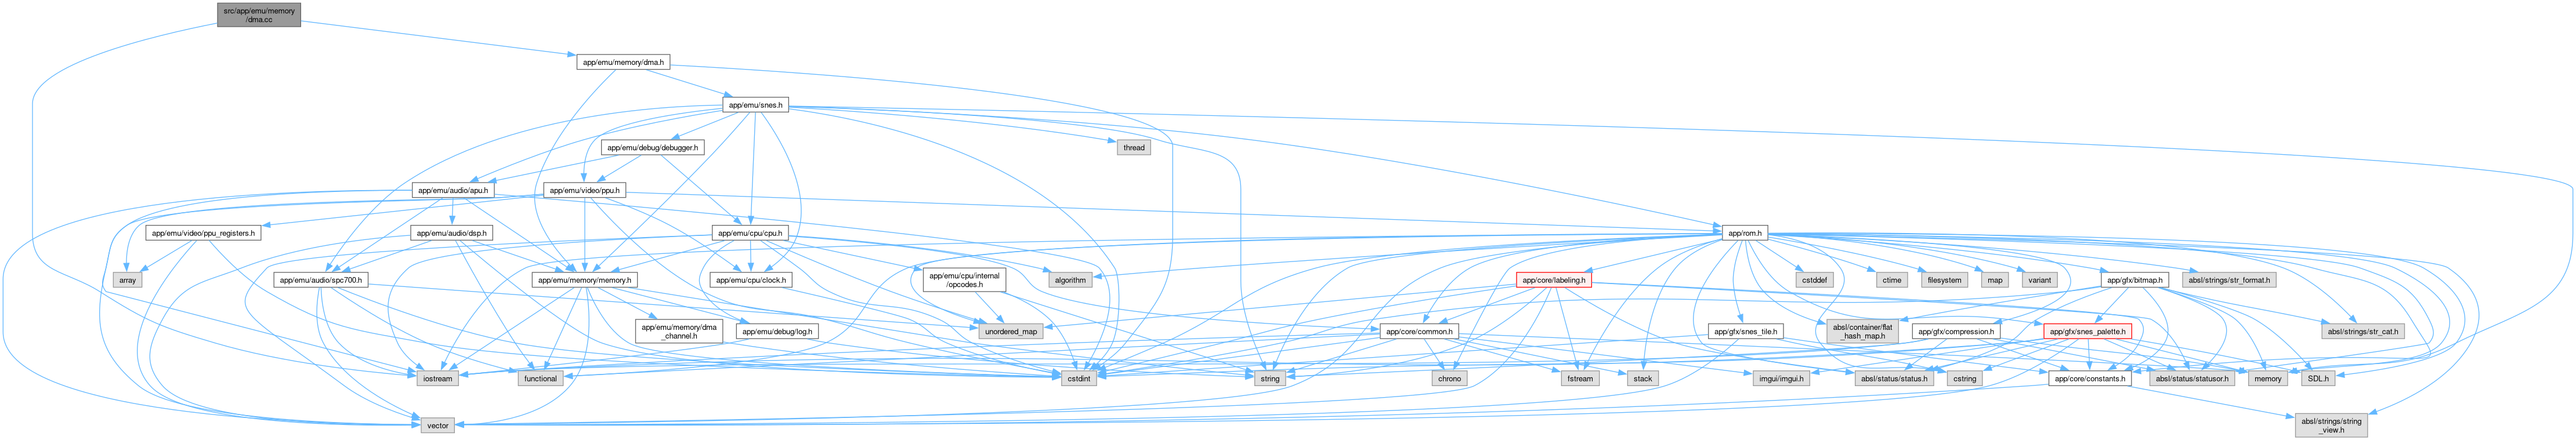 src/app/emu/memory
/dma.cc
app/emu/memory/dma.h
app/emu/snes.h
app/emu/debug/debugger.h
thread
app/emu/audio/apu.h
app/emu/video/ppu.h
app/emu/video/ppu_registers.h
app/emu/audio/dsp.h
app/emu/cpu/cpu.h
app/rom.h
array
app/emu/audio/spc700.h
app/emu/memory/memory.h
app/emu/cpu/clock.h
app/emu/cpu/internal
/opcodes.h
algorithm
app/core/labeling.h
cstddef
ctime
filesystem
map
variant
app/gfx/bitmap.h
absl/strings/str_format.h
app/emu/memory/dma
_channel.h
app/emu/debug/log.h
unordered_map
app/core/common.h
app/gfx/snes_tile.h
absl/container/flat
_hash_map.h
app/gfx/compression.h
app/gfx/snes_palette.h
absl/strings/str_cat.h
iostream
functional
cstdint
string
chrono
fstream
stack
imgui/imgui.h
absl/status/status.h
cstring
app/core/constants.h
absl/status/statusor.h
memory
SDL.h
vector
absl/strings/string
_view.h